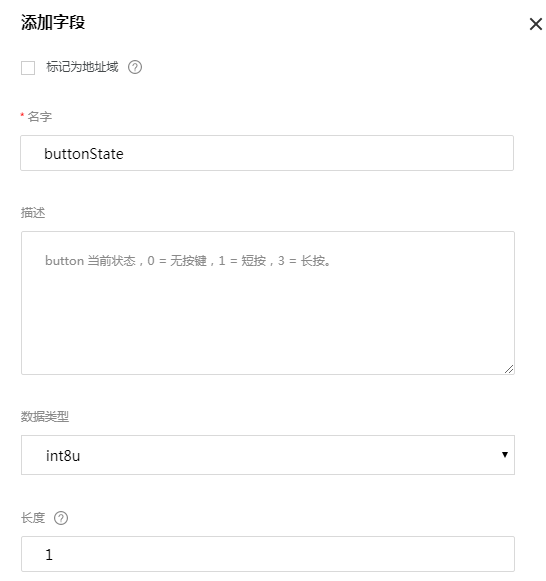 添加字段
标记为地址域
* 名字
buttonState
描述
button 当前状态，0 = 无按键，1 = 短按，3 = 长按。
数据类型
int8u
长度
1